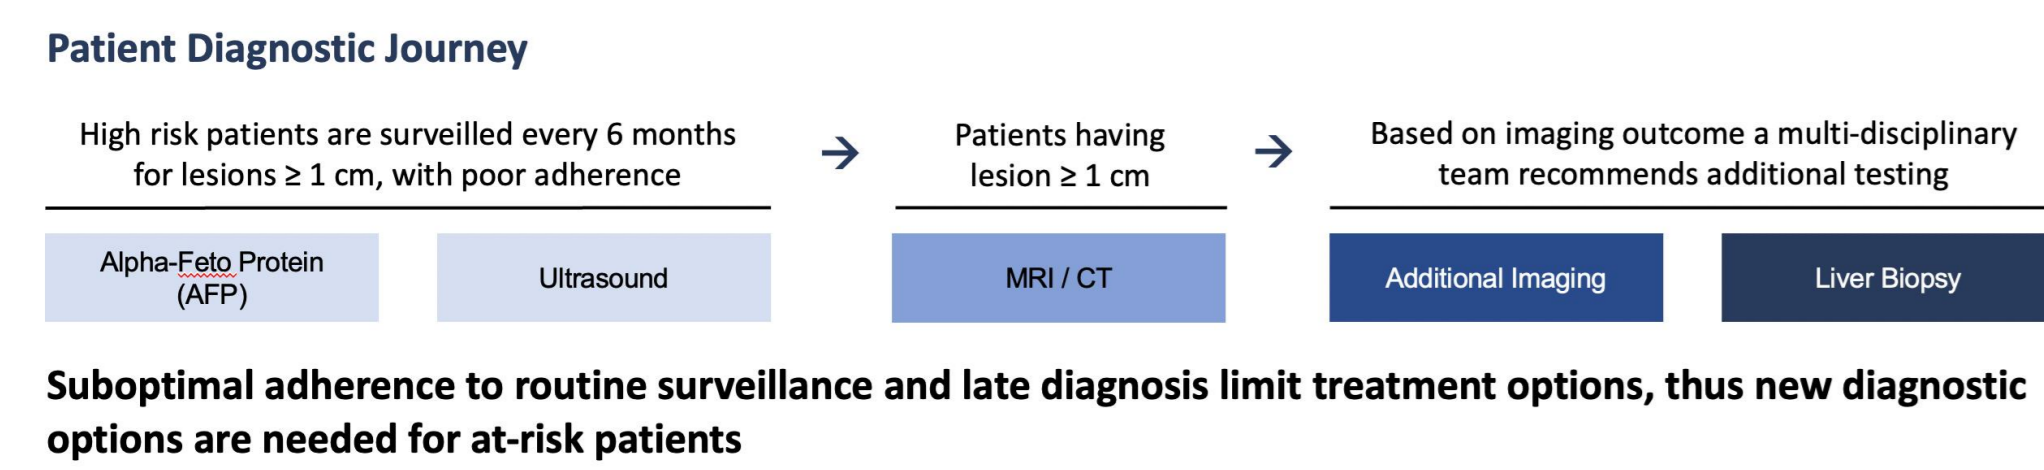 Patient Diagnostic Journey
High risk patients are surveilled every 6 months
for lesions ≥ 1 cm, with poor adherence
→
Patients having
lesion ≥ 1 cm
→
Based on imaging outcome a multi-disciplinary
team recommends additional testing
Alpha-Feto Protein
(AFP)
Ultrasound
MRI / CT
Additional Imaging
Liver Biopsy
Suboptimal adherence to routine surveillance and late diagnosis limit treatment options, thus new diagnostic
options are needed for at-risk patients